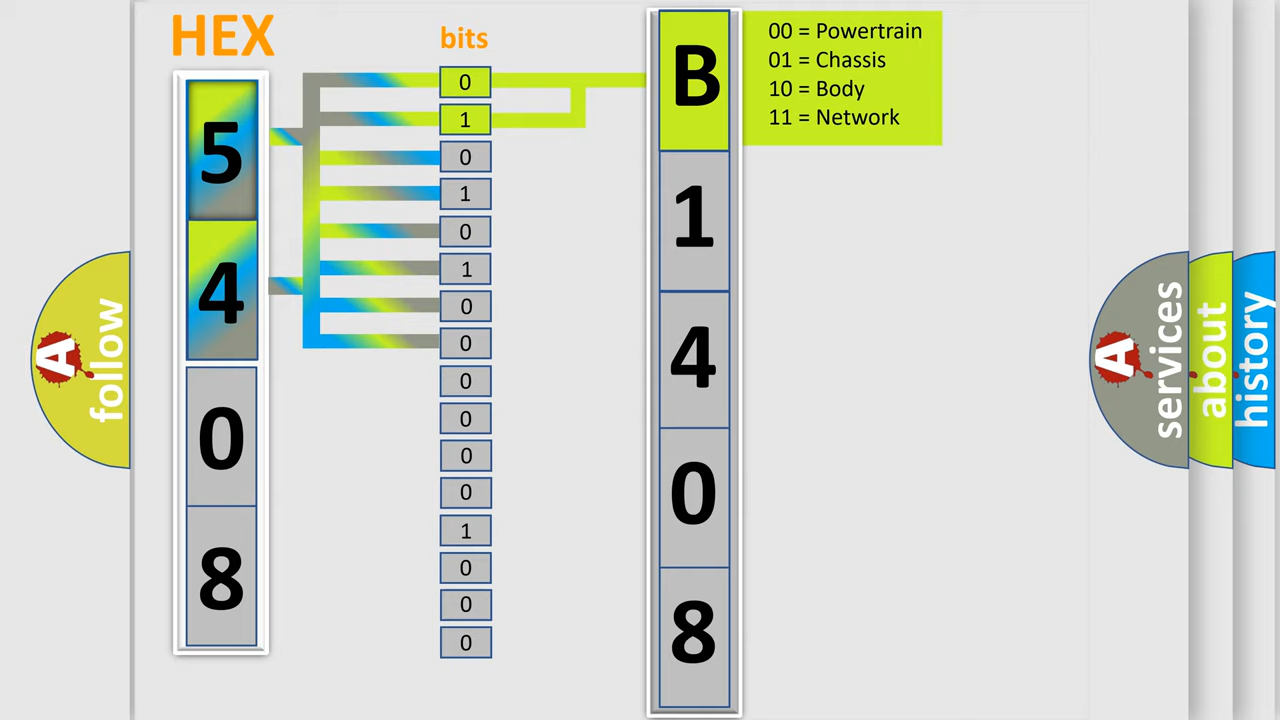 HEX
bits
5
4
0
8
0
1
0
1
0
1
0
0
0
0
0
0
1
0
0
0
B
1
4
0
8
00 = Powertrain
01 = Chassis
10 = Body
11 = Network
A
follow
A
services
about
history